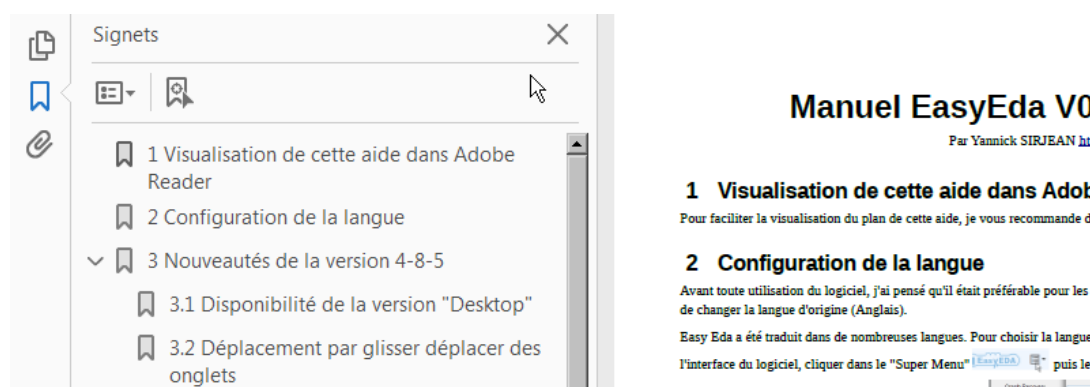 Signets
1 Visualisation de cette aide dans Adobe
Reader
2 Configuration de la langue
3 Nouveautés de la version 4-8-5
3.1 Disponibilité de la version "Desktop"
3.2 Déplacement par glisser déplacer des
onglets
Manuel EasyEda V0
Par Yannick SIRJEAN
1 Visualisation de cette aide dans Adob
Pour faciliter la visualisation du plan de cette aide, je vous recommande d
2 Configuration de la langue
Avant toute utilisation du logiciel, j'ai pensé qu'il était préférable pour les
de changer la langue d'origine (Anglais).
Easy Eda a été traduit dans de nombreuses langues. Pour choisir la langue
l'interface du logiciel, cliquer dans le "Super Menu" EasyEDA puis le